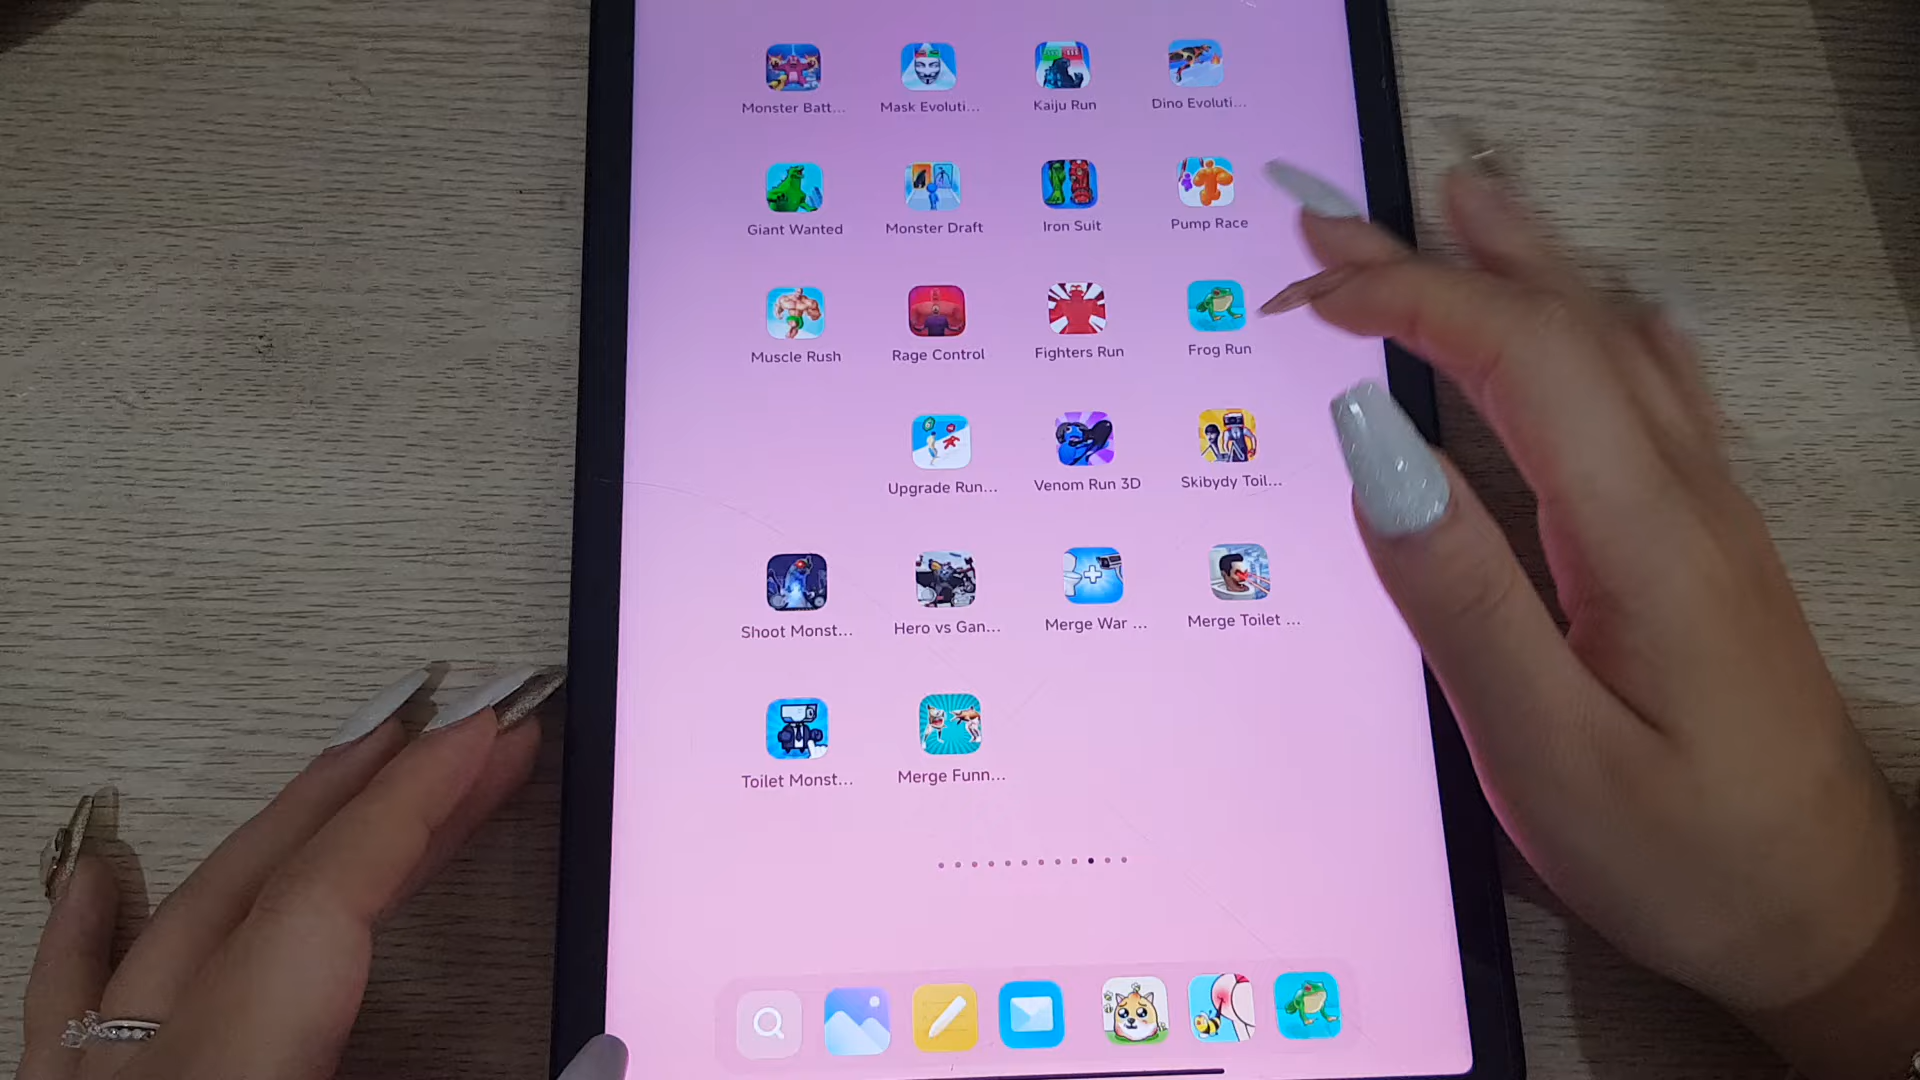 Monster Batt...
Mask Evoluti...
Kaiju Run
Dino Evoluti...
Giant Wanted
Monster Draft
Iron Suit
Pump Race
Muscle Rush
Rage Control
Fighters Run
Frog Run
Upgrade Run...
Venom Run 3D
Skibydy Toil...
Shoot Monst...
Hero vs Gan...
Merge War ...
Merge Toilet ...
Toilet Monst...
Merge Funn...